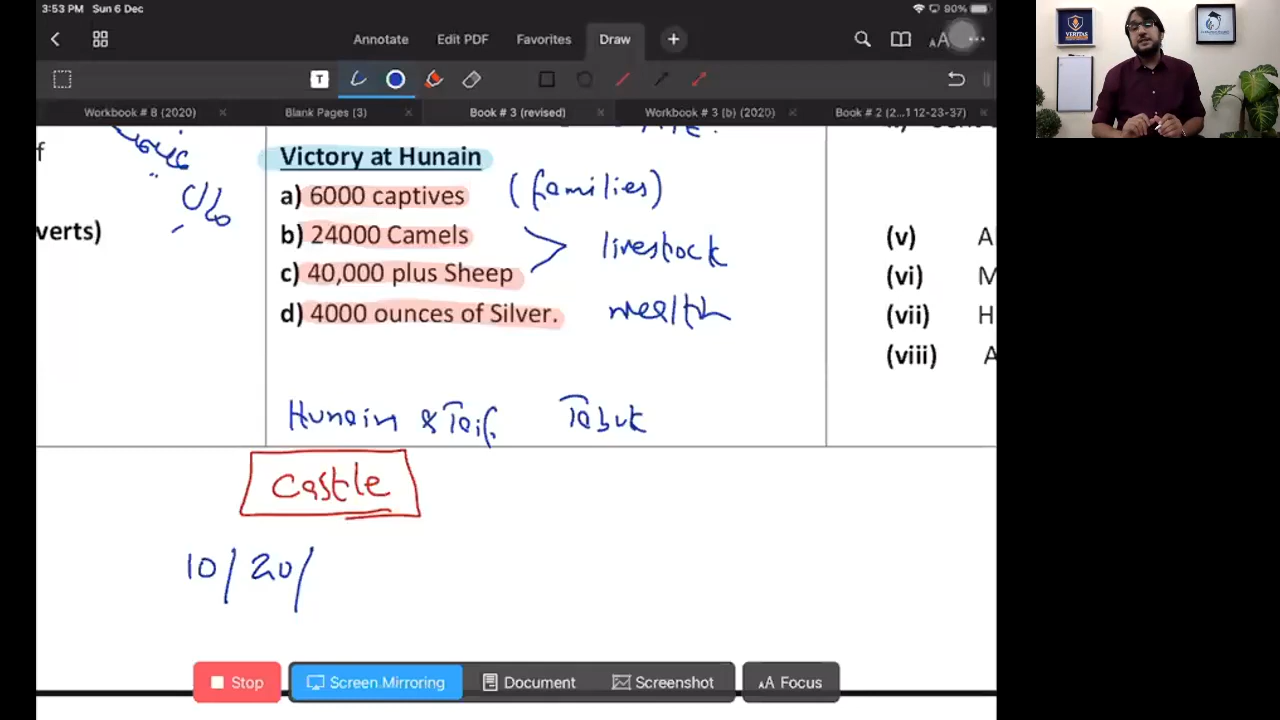 3:53 PM Sun 6 Dec 90%
Annotate Edit PDF Favorites Draw
T
Workbook # 8 (2020) Blank Pages (3) Book # 3 (revised) Workbook # 3 (b) (2020) Book # 2 (2...1 12-23-37)
f
verts)
Victory at Hunain
a) 6000 captives (families)
b) 24000 Camels
livestock
c) 40,000 plus Sheep
d) 4000 ounces of Silver. wealth
Hunain & Taif Tabuk
Castle
10/20/
(v) A
(vi) M
(vii) H
(viii) A
Stop Screen Mirroring Document Screenshot AA Focus
VERITAS